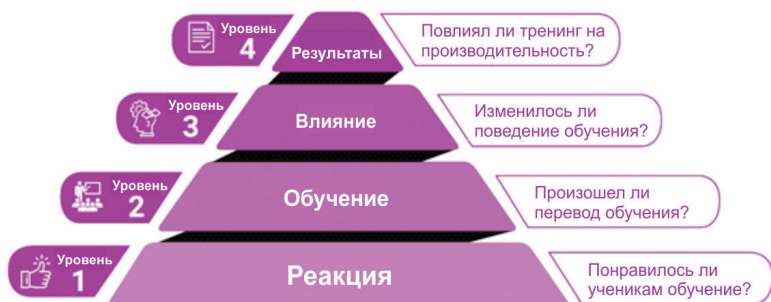 Уровень
4
Результаты
Повлиял ли тренинг на
производительность?
Уровень
3
Влияние
Изменилось ли
поведение обучения?
Уровень
2
Обучение
Произошел ли
перевод обучения?
Уровень
1
Реакция
Понравилось ли
ученикам обучение?